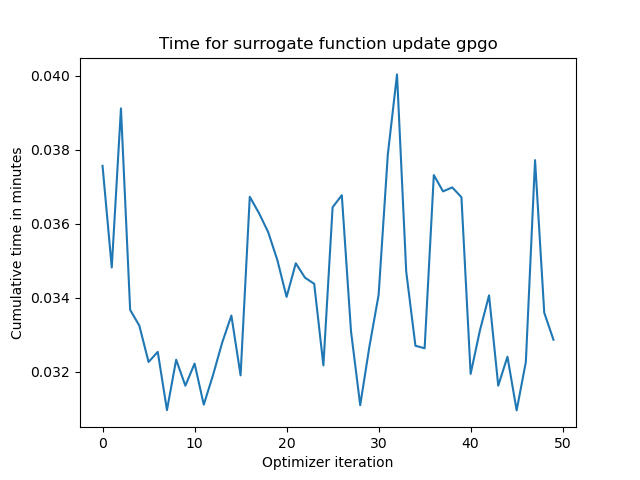 Time for surrogate function update gpgo
0.040
0.038
0.036
0.034
0.032
Cumulative time in minutes
0 10 20 30 40 50
Optimizer iteration